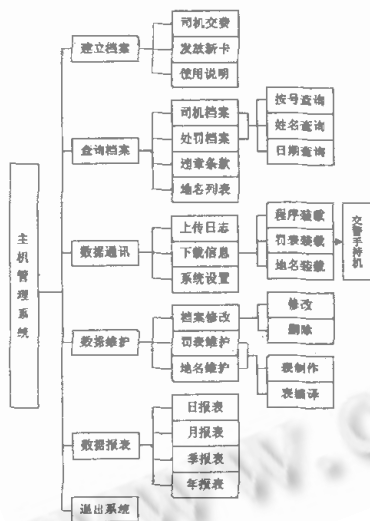 主机管理系统
建立档案
司机交费
发放新卡
使用说明
查询档案
司机档案
处罚档案
违章条款
地名列表
按号查询
姓名查询
日期查询
数据通讯
上传日志
下载信息
系统设置
程序装载
罚表装载
地名装载
交警手持机
数据维护
档案修改
罚表维护
地名维护
修改
删除
表制作
表编译
数据报表
日报表
月报表
季报表
年报表
退出系统